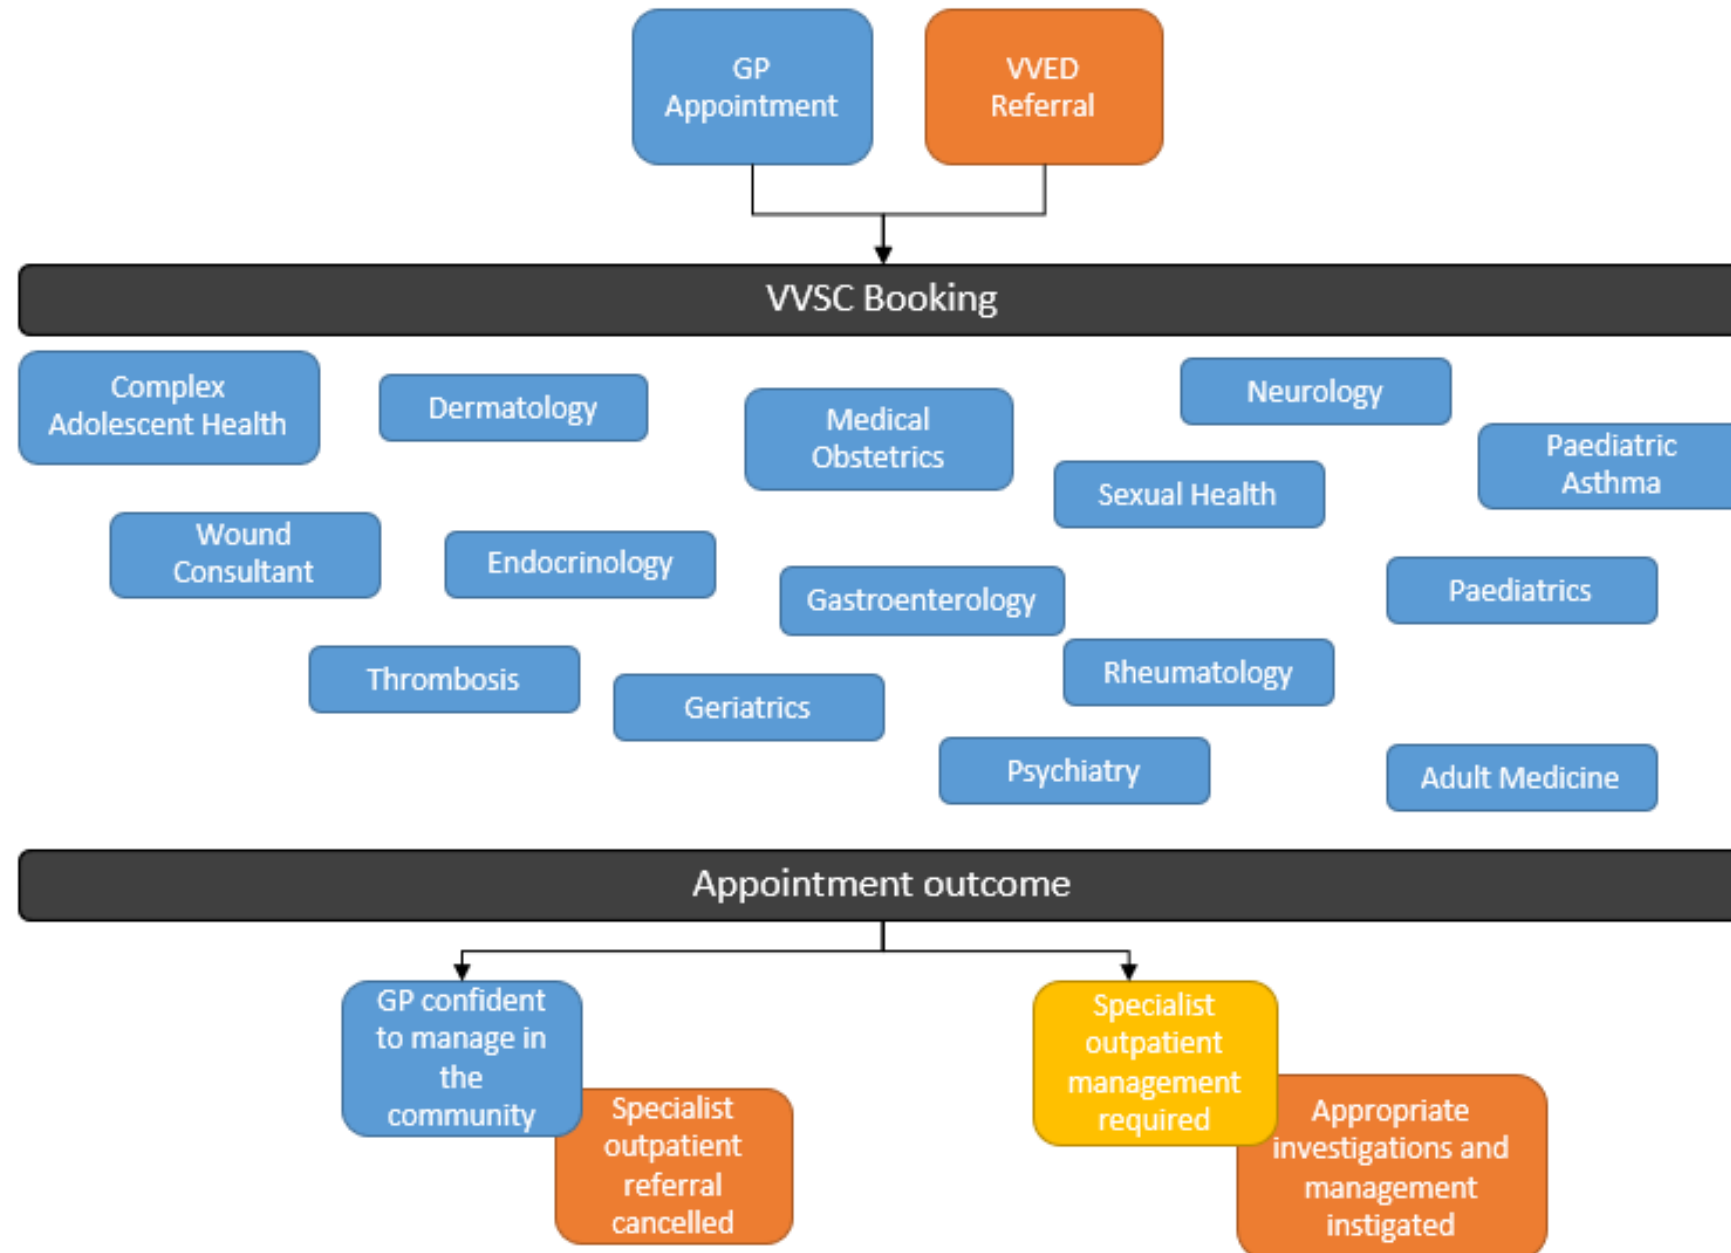 GP
Appointment
VVED
Referral
VVSC Booking
Complex
Adolescent Health
Dermatology
Medical
Obstetrics
Neurology
Paediatric
Asthma
Sexual Health
Wound
Consultant
Endocrinology
Gastroenterology
Paediatrics
Thrombosis
Geriatrics
Rheumatology
Psychiatry
Adult Medicine
Appointment outcome
GP confident
to manage in
the
community
Specialist
outpatient
referral
cancelled
Specialist
outpatient
management
required
Appropriate
investigations and
management
instigated